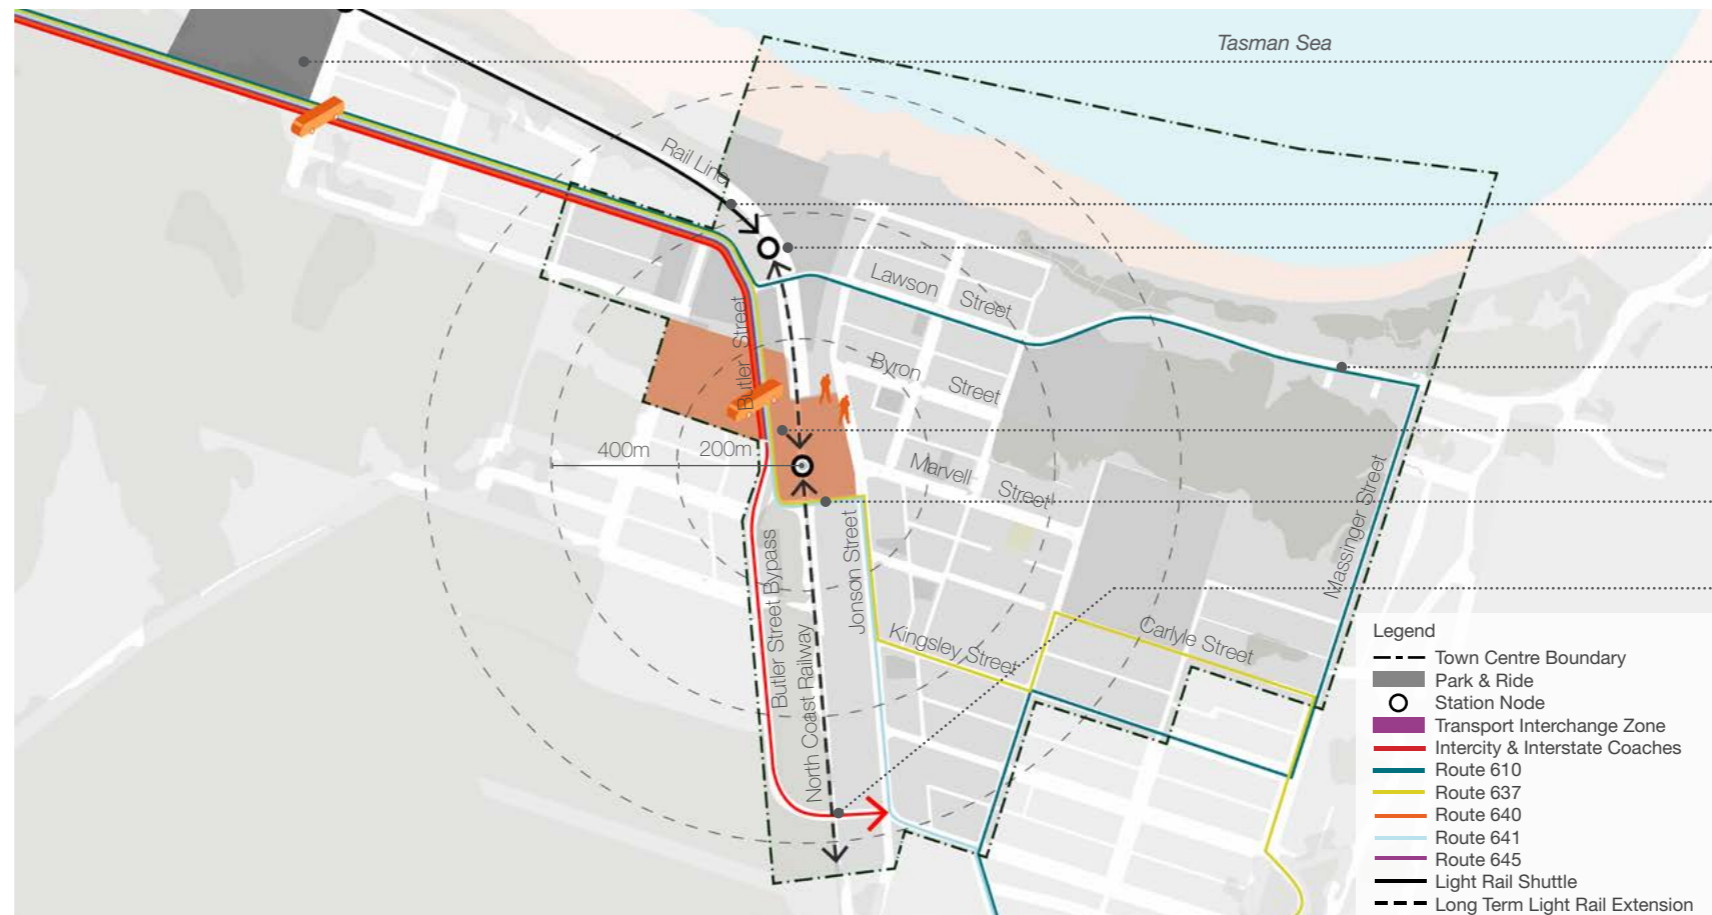 Tasman Sea
Rail Line
Lawson Street
Butler Street
Byron Street
400m
200m
Marvell Street
Massinger Street
Jonson Street
Butler Street Bypass
North Coast Railway
Kingsley Street
Carlyle Street
Legend
Town Centre Boundary
Park & Ride
Station Node
Transport Interchange Zone
Intercity & Interstate Coaches
Route 610
Route 637
Route 640
Route 641
Route 645
Light Rail Shuttle
Long Term Light Rail Extension